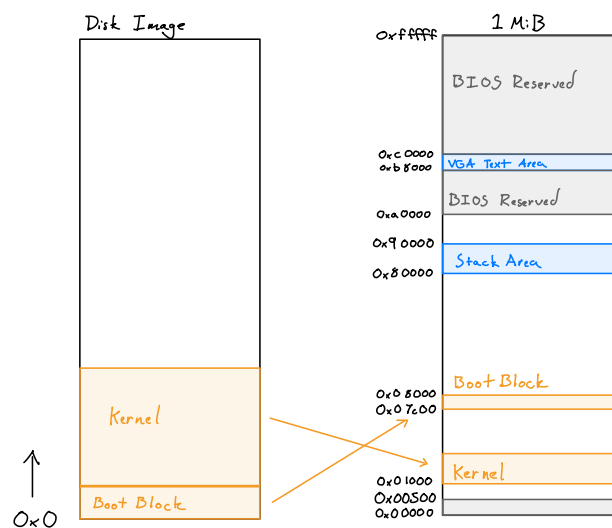 Disk Image
Kernel
Boot Block
0x0
1 MiB
0xfffff
BIOS Reserved
0xc0000
VGA Text Area
0xb8000
BIOS Reserved
0xa0000
0x90000
Stack Area
0x80000
Boot Block
0x08000
0x07c00
Kernel
0x01000
0x00500
0x00000